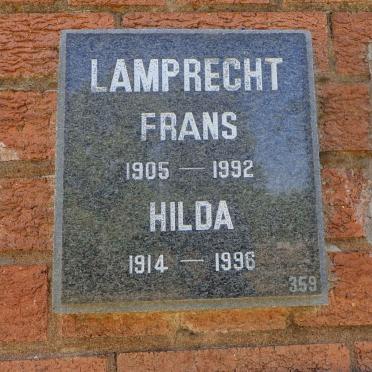 LAMPRECHT
FRANS
1905 — 1992
HILDA
1914 — 1996
359